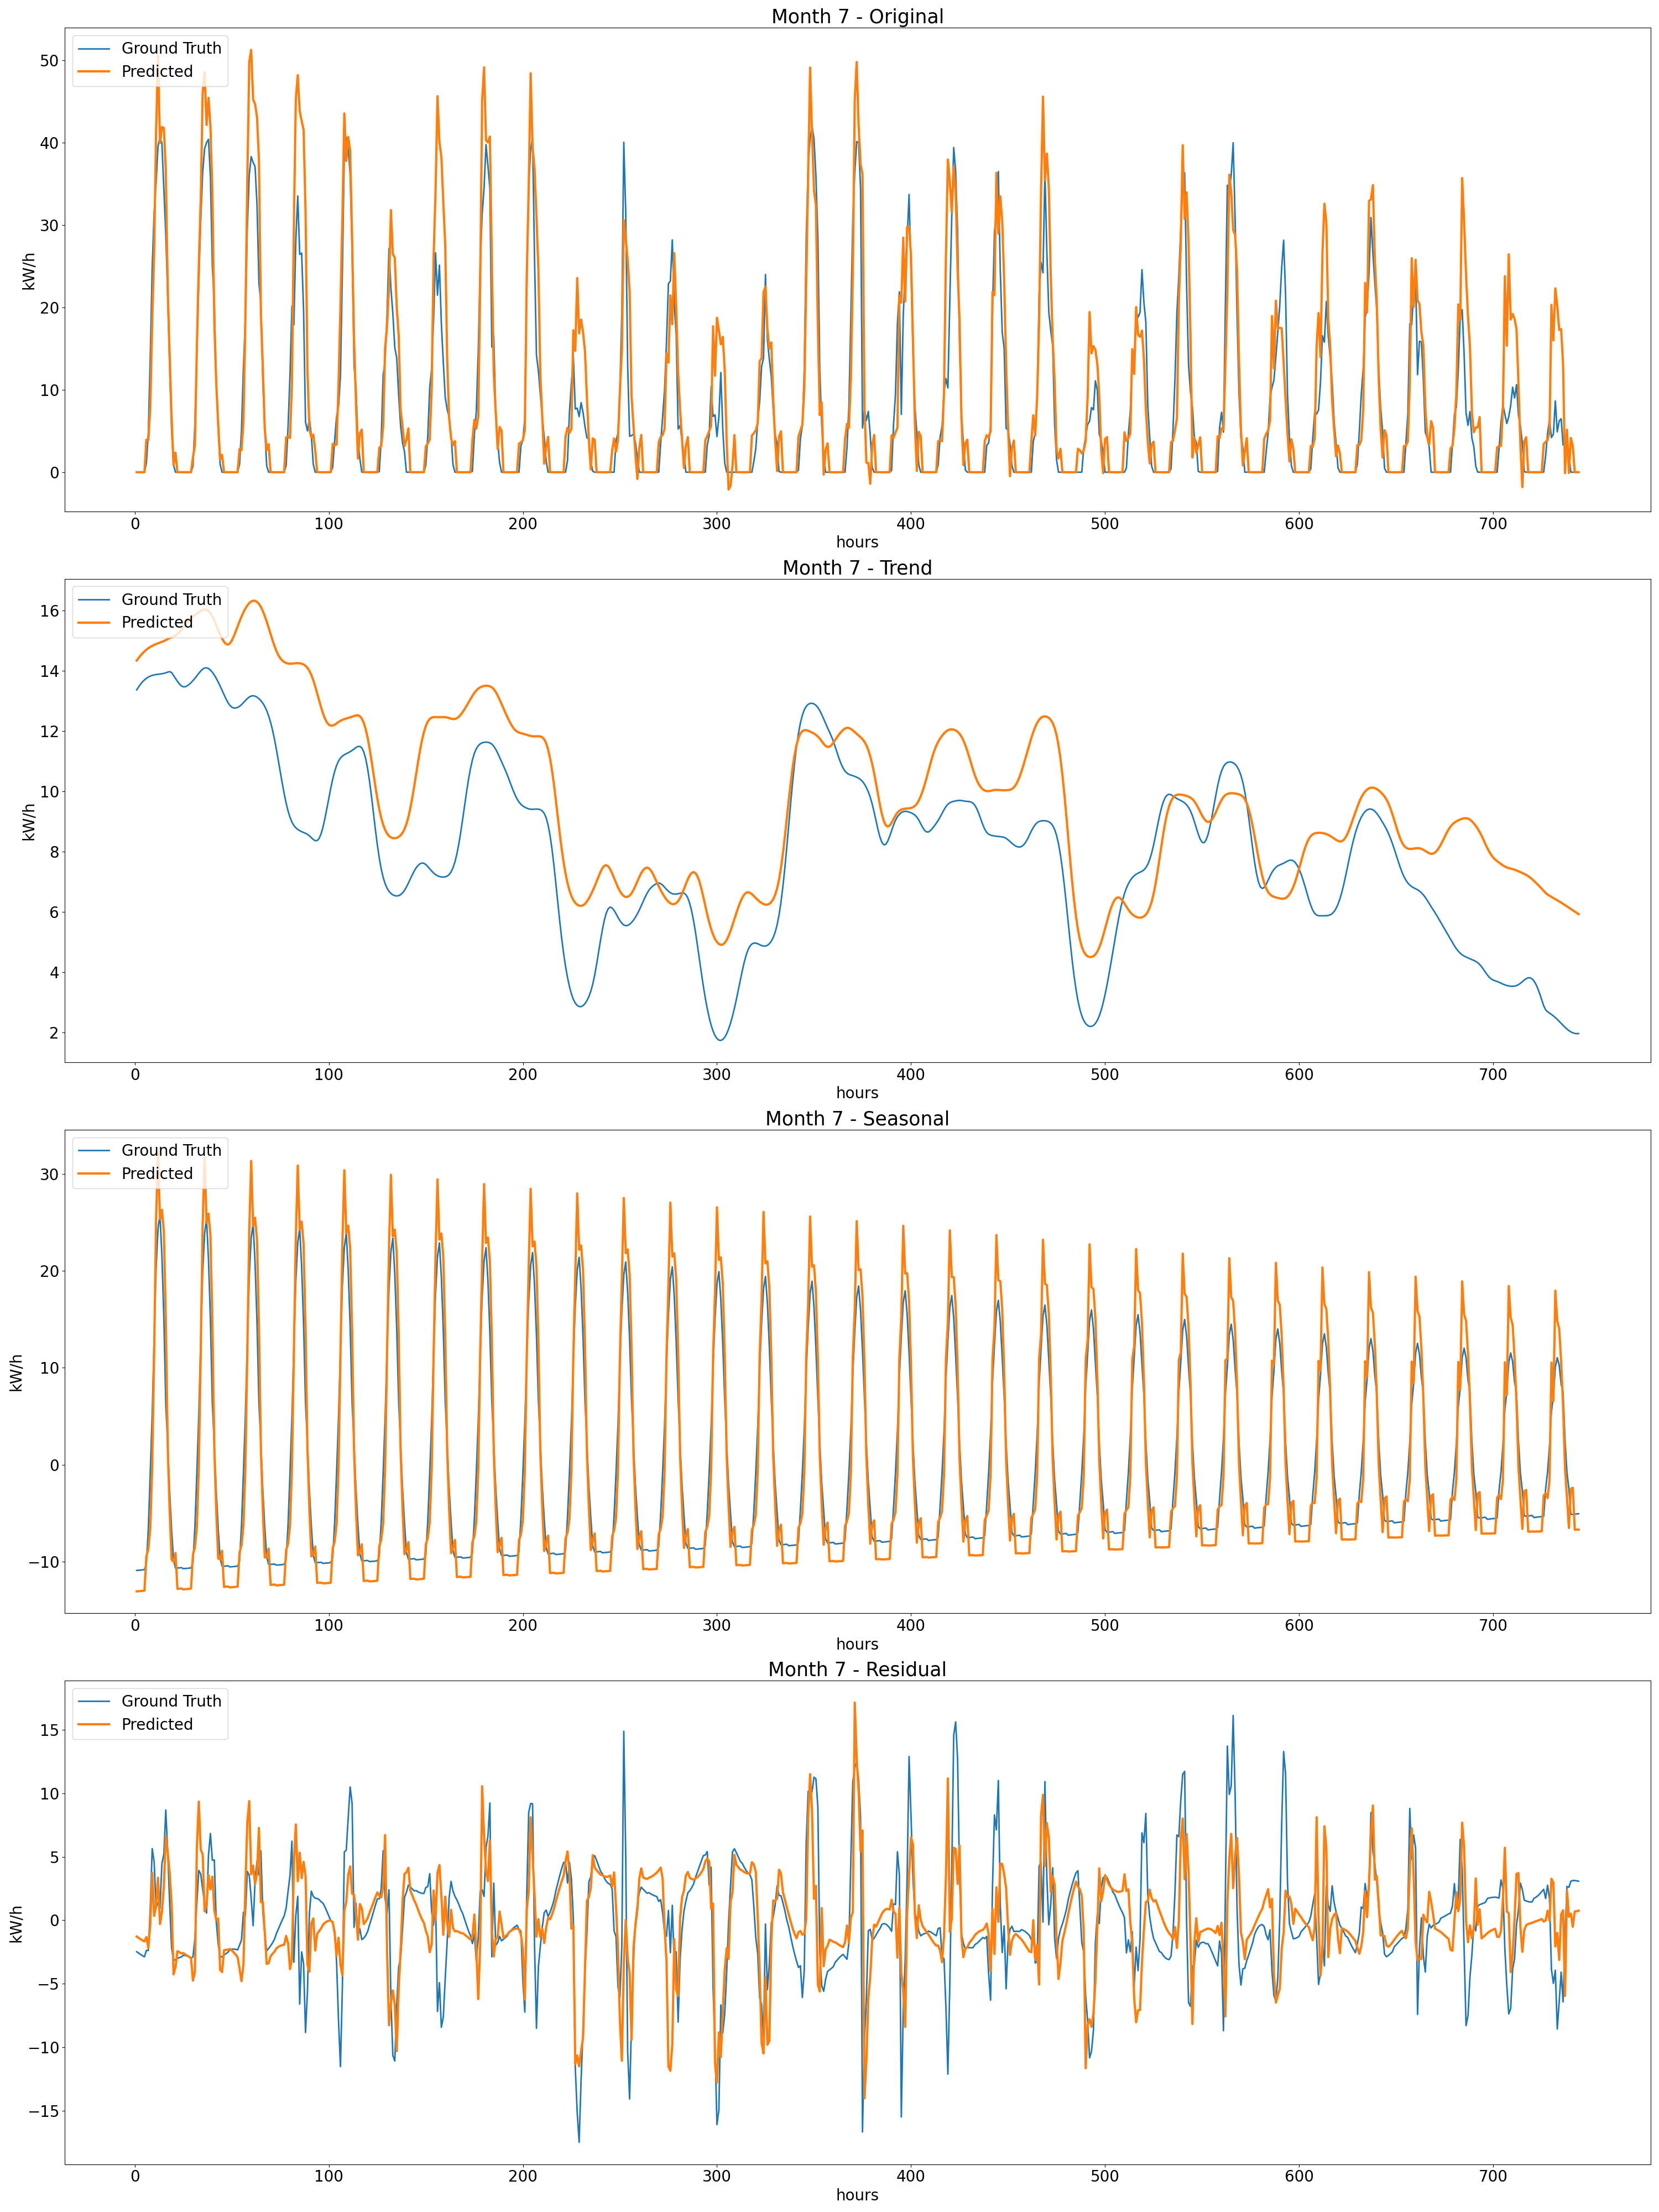 Month 7 - Original
Ground Truth
Predicted
50
40
30
20
10
0
kW/h
0 100 200 300 400 500 600 700
hours
Month 7 - Trend
Ground Truth
Predicted
16
14
12
10
8
6
4
2
kW/h
0 100 200 300 400 500 600 700
hours
Month 7 - Seasonal
Ground Truth
Predicted
30
20
10
0
−10
kW/h
0 100 200 300 400 500 600 700
hours
Month 7 - Residual
Ground Truth
Predicted
15
10
5
0
−5
−10
−15
kW/h
0 100 200 300 400 500 600 700
hours